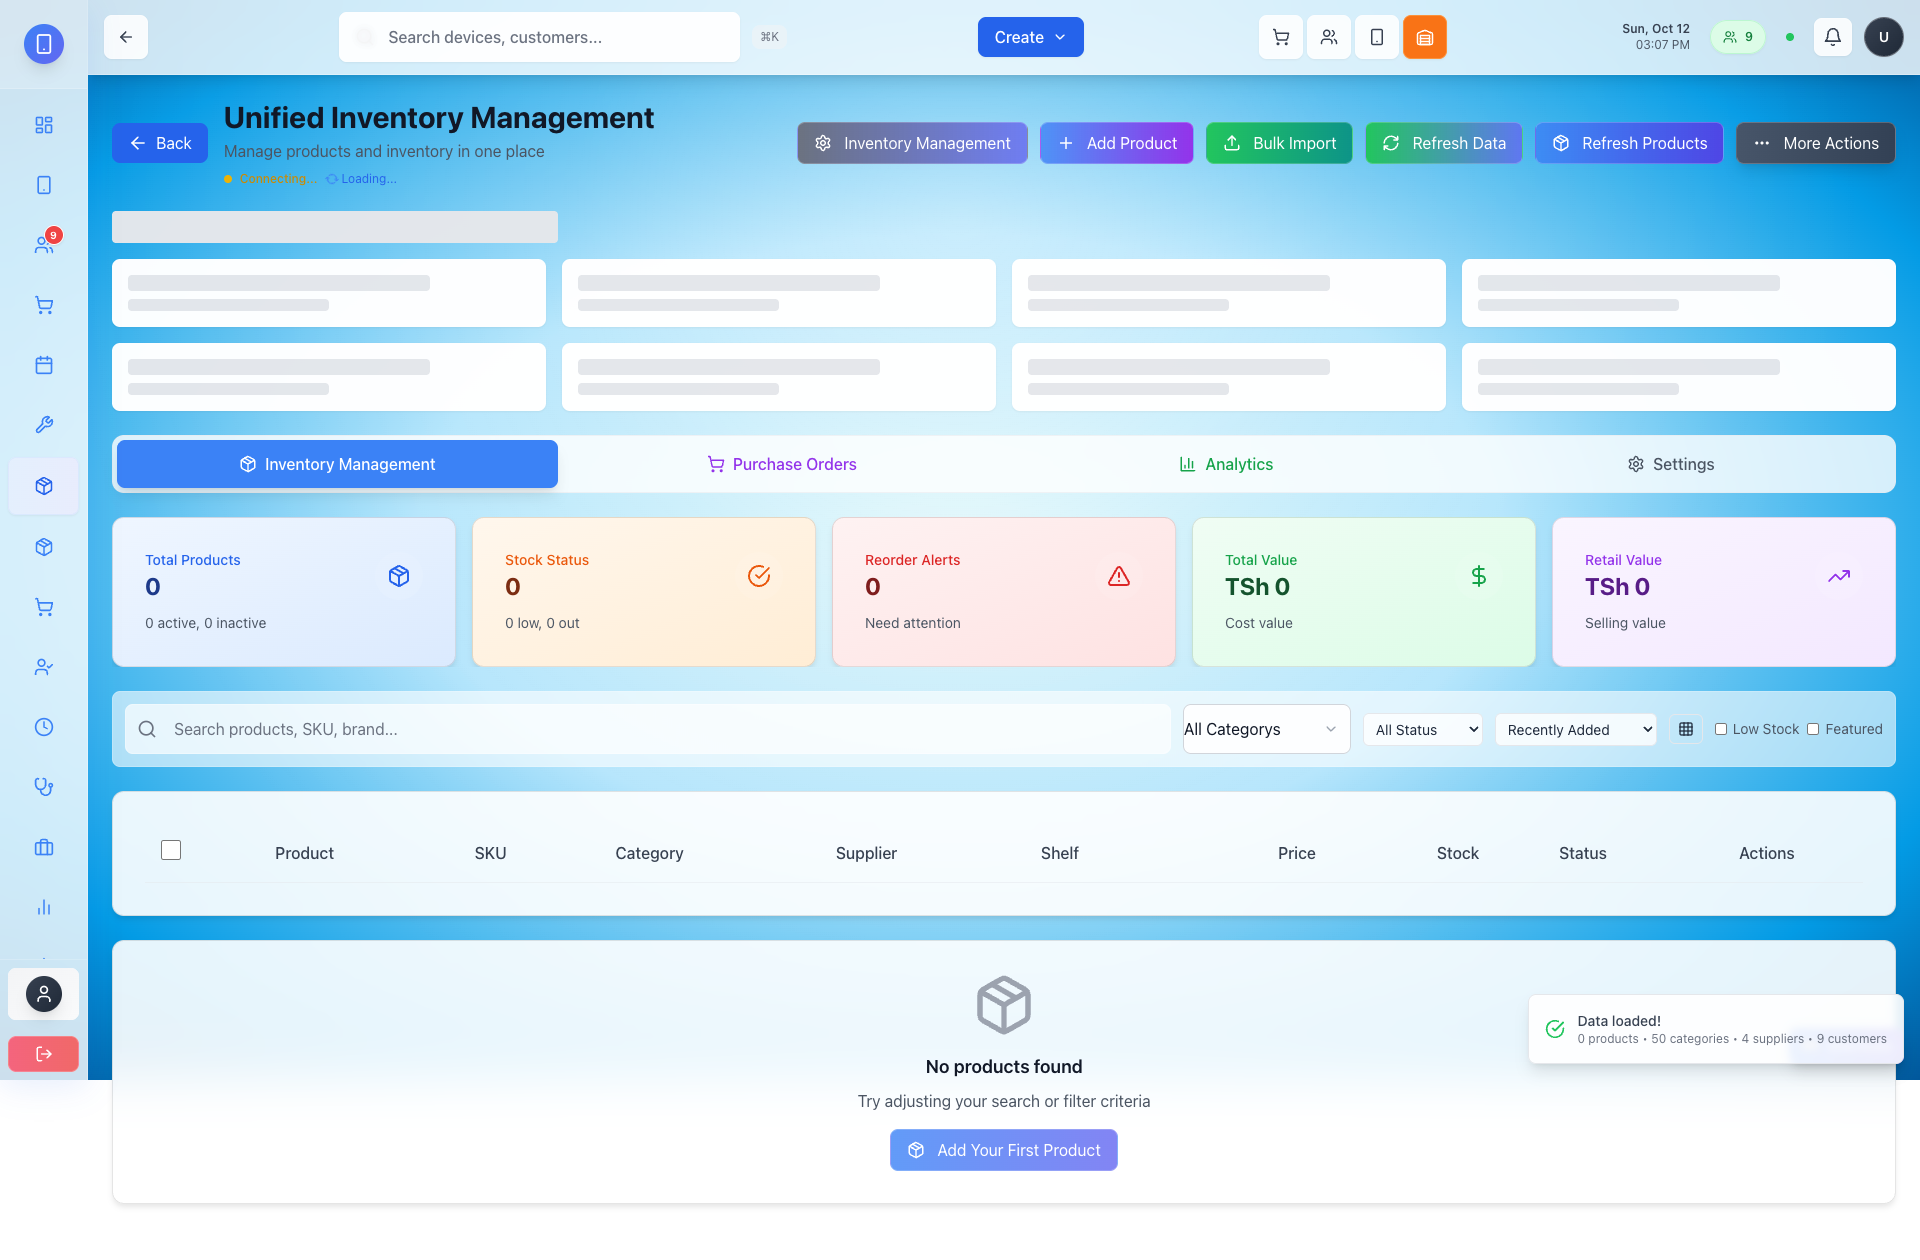 Search devices, customers...
⌘K
Create
Sun, Oct 12
03:07 PM
9
U
9
Back
Unified Inventory Management
Manage products and inventory in one place
Connecting...
Loading...
Inventory Management
Add Product
Bulk Import
Refresh Data
Refresh Products
More Actions
Inventory Management
Purchase Orders
Analytics
Settings
Total Products
0
0 active, 0 inactive
Stock Status
0
0 low, 0 out
Reorder Alerts
0
Need attention
Total Value
TSh 0
Cost value
Retail Value
TSh 0
Selling value
Search products, SKU, brand...
All Categorys
All Status
Recently Added
Low Stock
Featured
Product
SKU
Category
Supplier
Shelf
Price
Stock
Status
Actions
No products found
Try adjusting your search or filter criteria
Add Your First Product
Data loaded!
0 products • 50 categories • 4 suppliers • 9 customers